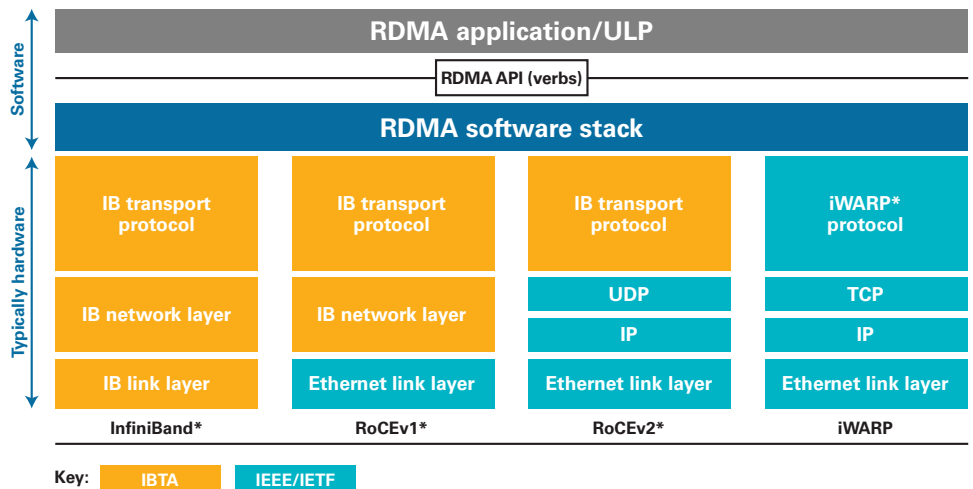 Software
RDMA application/ULP
RDMA API (verbs)
RDMA software stack
Typically hardware
IB transport
protocol
IB transport
protocol
IB transport
protocol
iWARP*
protocol
IB network layer
IB network layer
UDP
TCP
IP
IP
IB link layer
Ethernet link layer
Ethernet link layer
Ethernet link layer
InfiniBand*
RoCEv1*
RoCEv2*
iWARP
Key:
IBTA
IEEE/IETF